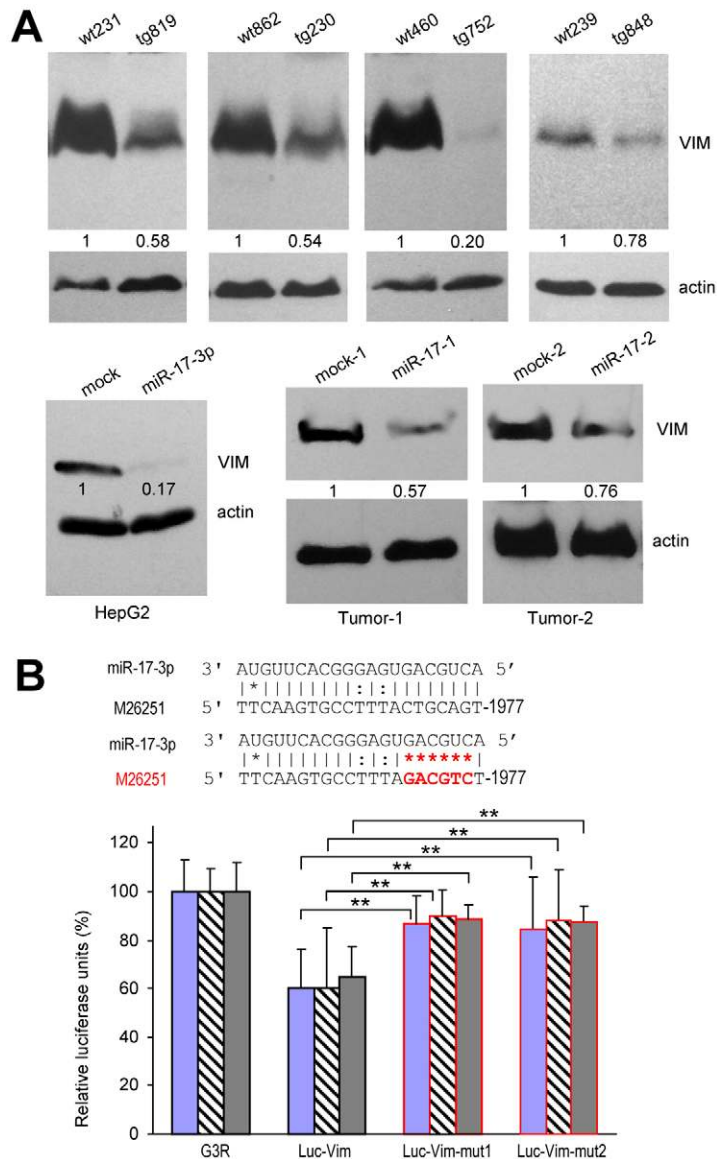 A
wt231 tg819 wt862 tg230 wt460 tg752 wt239 tg848
VIM
1 0.58 1 0.54 1 0.20 1 0.78
actin
mock miR-17-3p mock-1 miR-17-1 mock-2 miR-17-2
VIM VIM
1 0.17 1 0.57 1 0.76
actin actin
HepG2 Tumor-1 Tumor-2
B
miR-17-3p 3' AUGUUCACGGGAGUGACGUCA 5'
|*||||||||:|:||||||||
M26251 5' TTCAAGTGCCTTTACTGCAGT-1977
miR-17-3p 3' AUGUUCACGGGAGUGACGUCA 5'
|*||||||||:|:|******|
M26251 5' TTCAAGTGCCTTTAGACGTCT-1977
Relative luciferase units (%)
120
100
80
60
40
20
0
** ** ** ** ** **
G3R Luc-Vim Luc-Vim-mut1 Luc-Vim-mut2